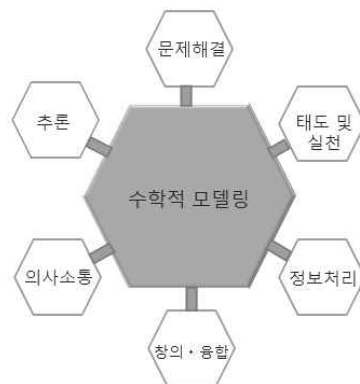 문제해결
추론
태도 및
실천
수학적 모델링
의사소통
정보처리
창의・융합